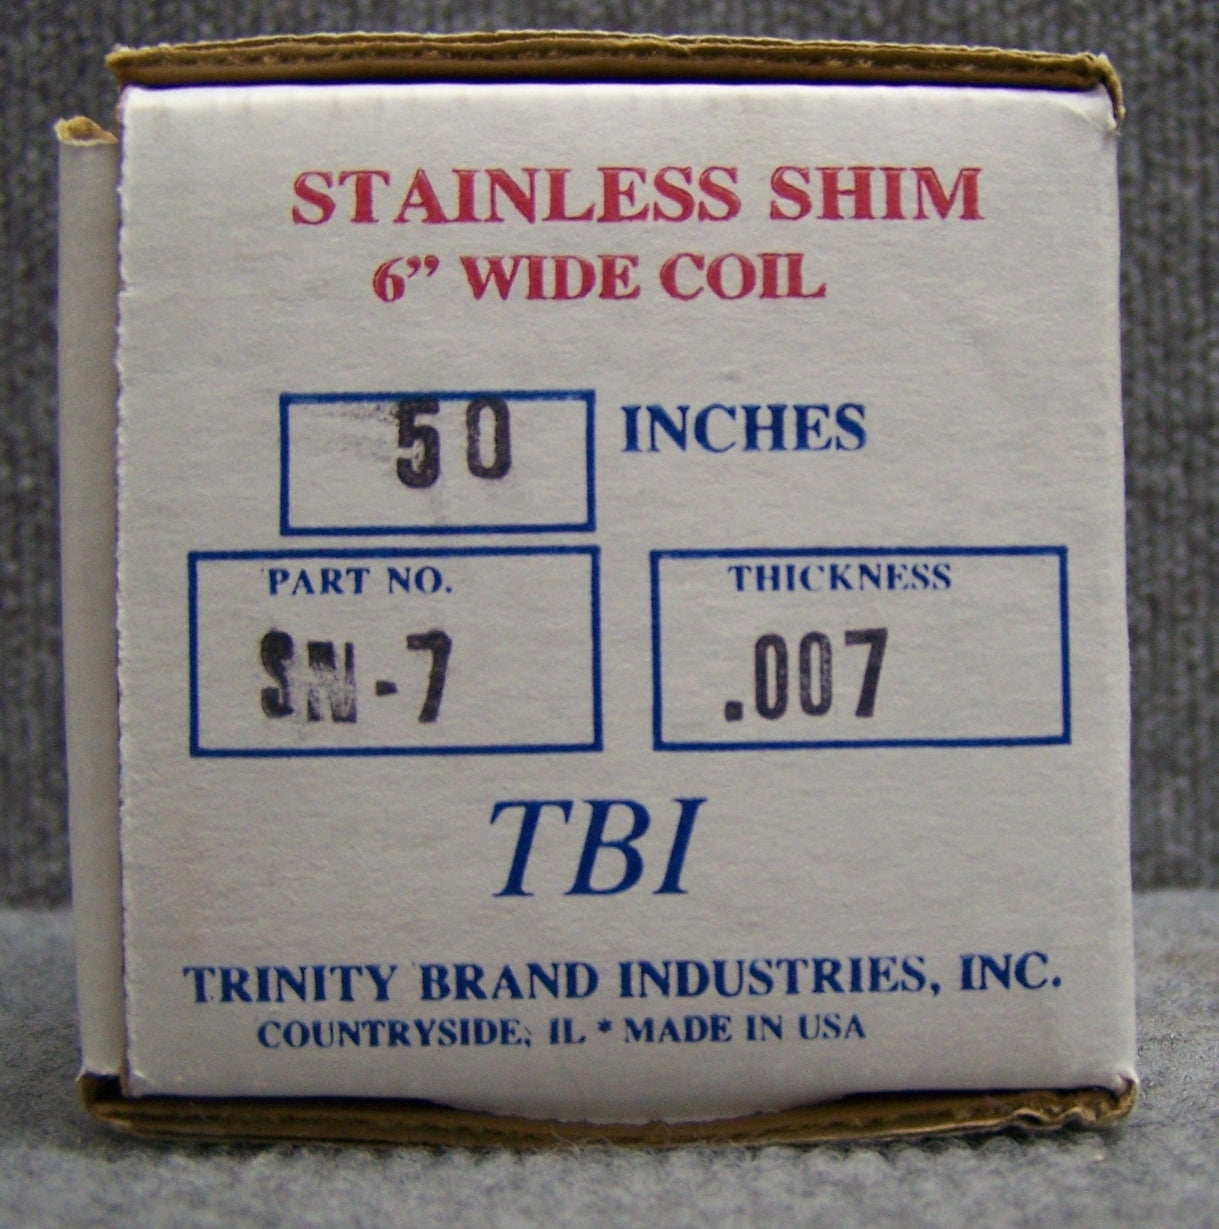 STAINLESS SHIM
6” WIDE COIL
50 INCHES
PART NO.
SN-7
THICKNESS
.007
TBI
TRINITY BRAND INDUSTRIES, INC.
COUNTRYSIDE, IL * MADE IN USA